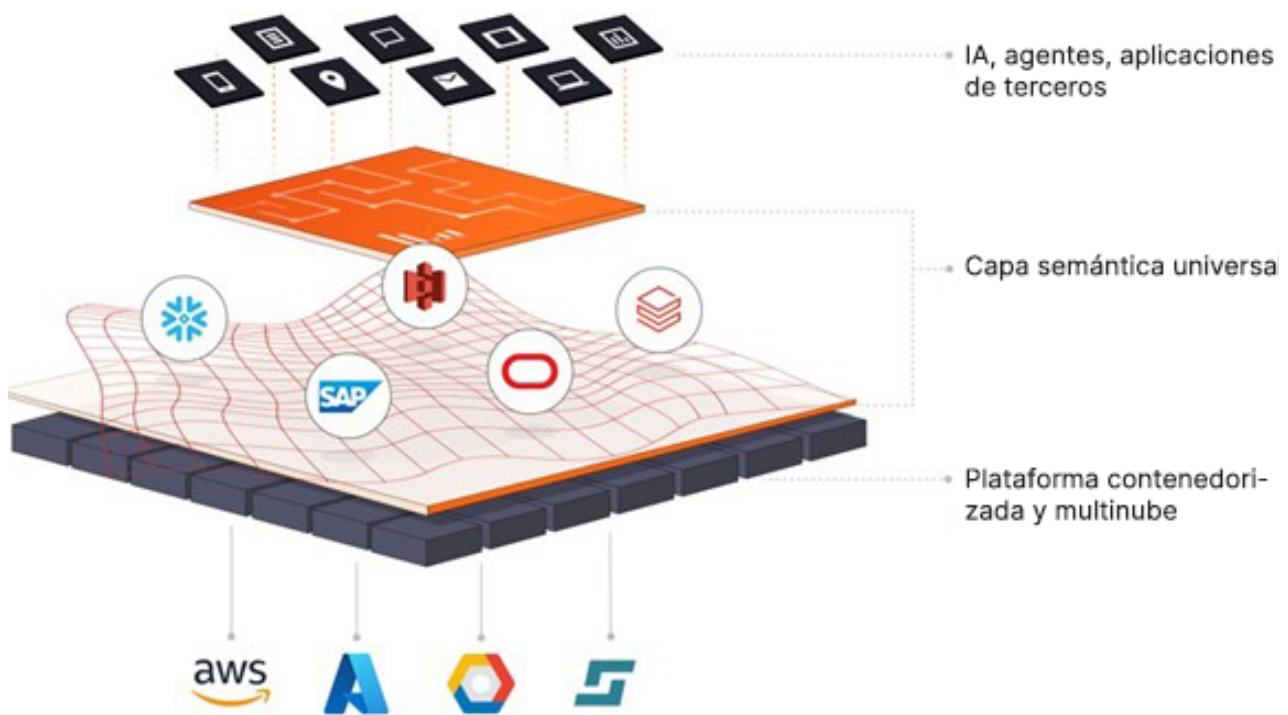 IA, agentes, aplicaciones
de terceros
Capa semántica universal
SAP
Plataforma contenedori-
zada y multinube
aws